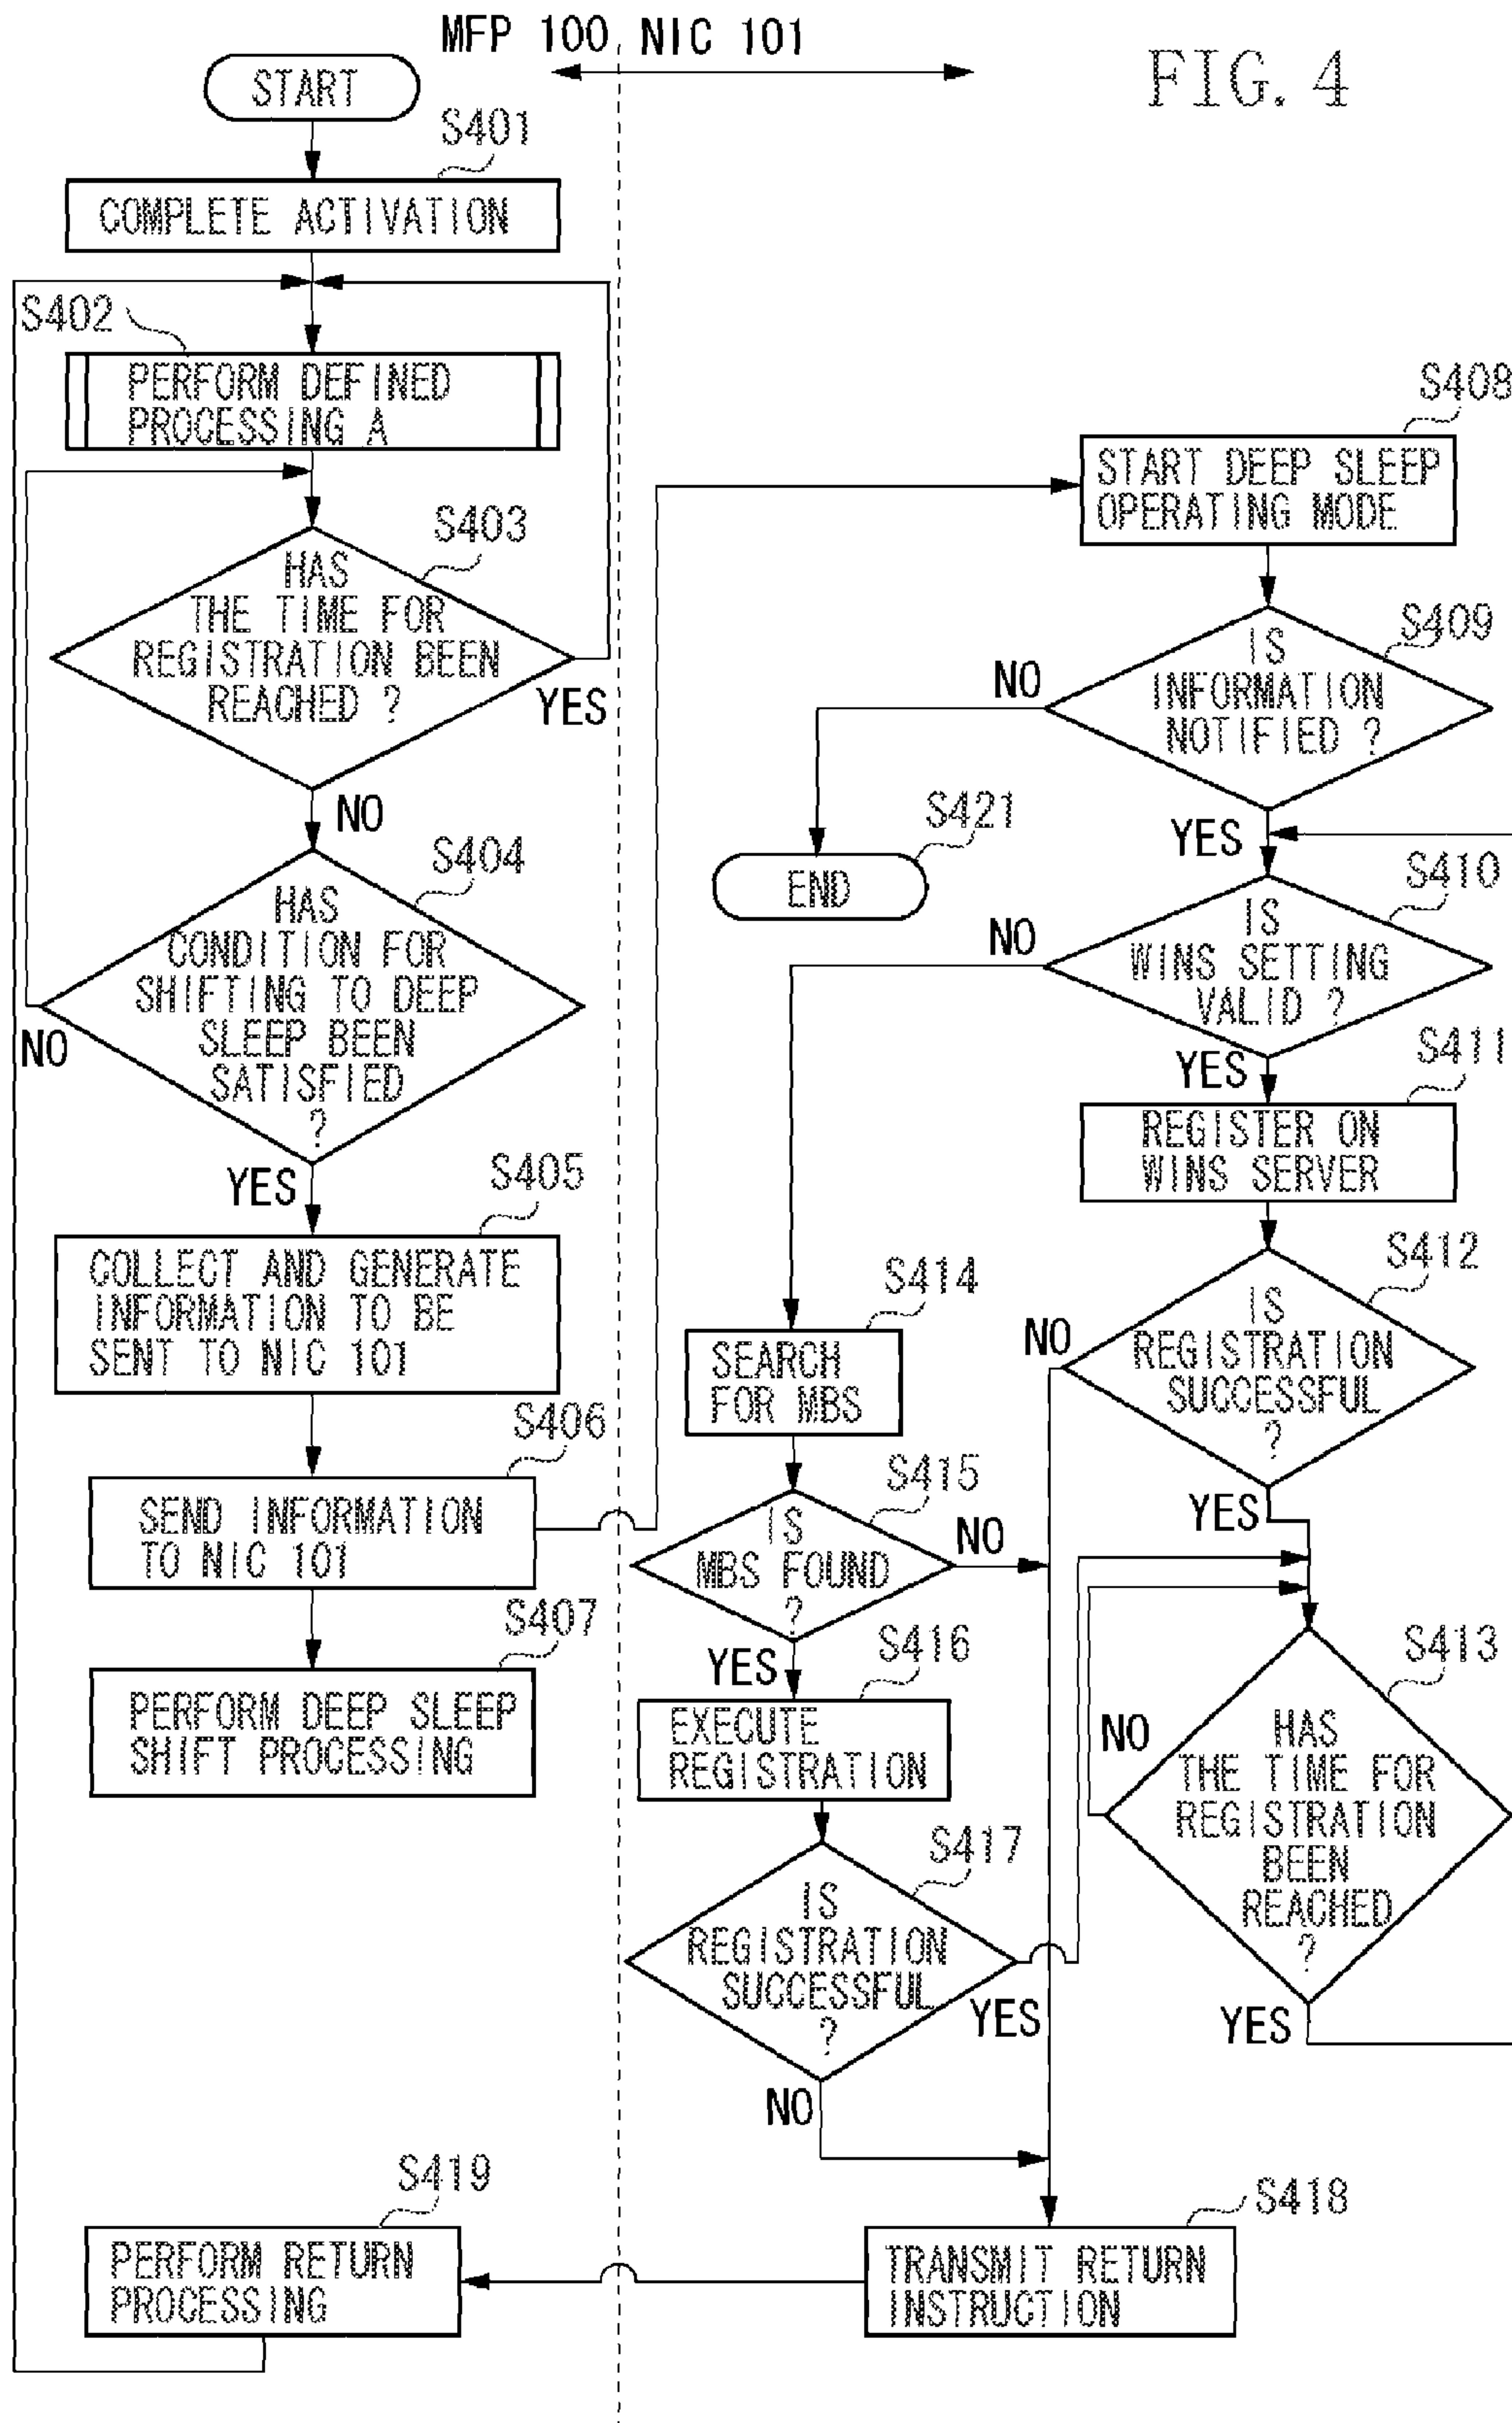 MFP 100 NIC 101
FIG. 4
START
S401
COMPLETE ACTIVATION
S402
PERFORM DEFINED
PROCESSING A
S403
HAS
THE TIME FOR
REGISTRATION BEEN
REACHED ?
YES
NO
S404
HAS
CONDITION FOR
SHIFTING TO DEEP
SLEEP BEEN
SATISFIED
?
NO
YES
S405
COLLECT AND GENERATE
INFORMATION TO BE
SENT TO NIC 101
S406
SEND INFORMATION
TO NIC 101
S407
PERFORM DEEP SLEEP
SHIFT PROCESSING
S408
START DEEP SLEEP
OPERATING MODE
S409
IS
INFORMATION
NOTIFIED ?
NO
YES
S421
END
S410
IS
WINS SETTING
VALID ?
NO
YES
S411
REGISTER ON
WINS SERVER
S412
IS
REGISTRATION
SUCCESSFUL
?
NO
YES
S413
HAS
THE TIME FOR
REGISTRATION
BEEN
REACHED
?
NO
YES
S414
SEARCH
FOR MBS
S415
IS
MBS FOUND
?
NO
YES
S416
EXECUTE
REGISTRATION
S417
IS
REGISTRATION
SUCCESSFUL
?
YES
NO
S418
TRANSMIT RETURN
INSTRUCTION
S419
PERFORM RETURN
PROCESSING